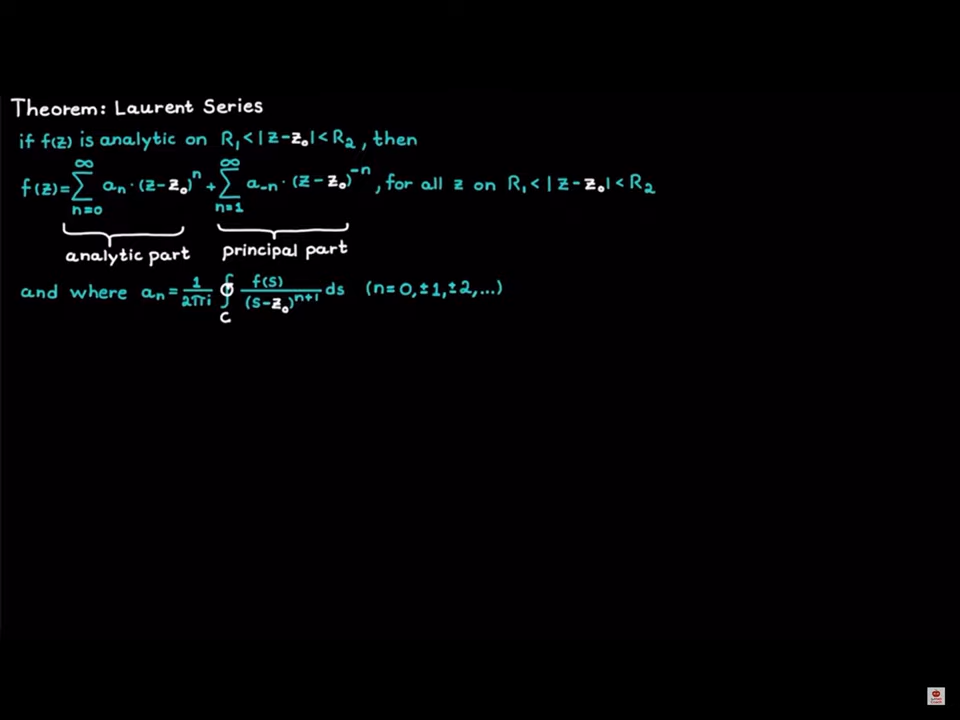 Theorem: Laurent Series
if f(z) is analytic on R₁ < |z-z₀| < R₂, then
f(z)= ∑_{n=0}^{∞} aₙ·(z-z₀)ⁿ + ∑_{n=1}^{∞} a₋ₙ·(z-z₀)⁻ⁿ, for all z on R₁ < |z-z₀| < R₂
analytic part principal part
and where aₙ = 1/2πi ∮_C f(s)/(s-z₀)ⁿ⁺¹ ds (n=0,±1,±2,...)